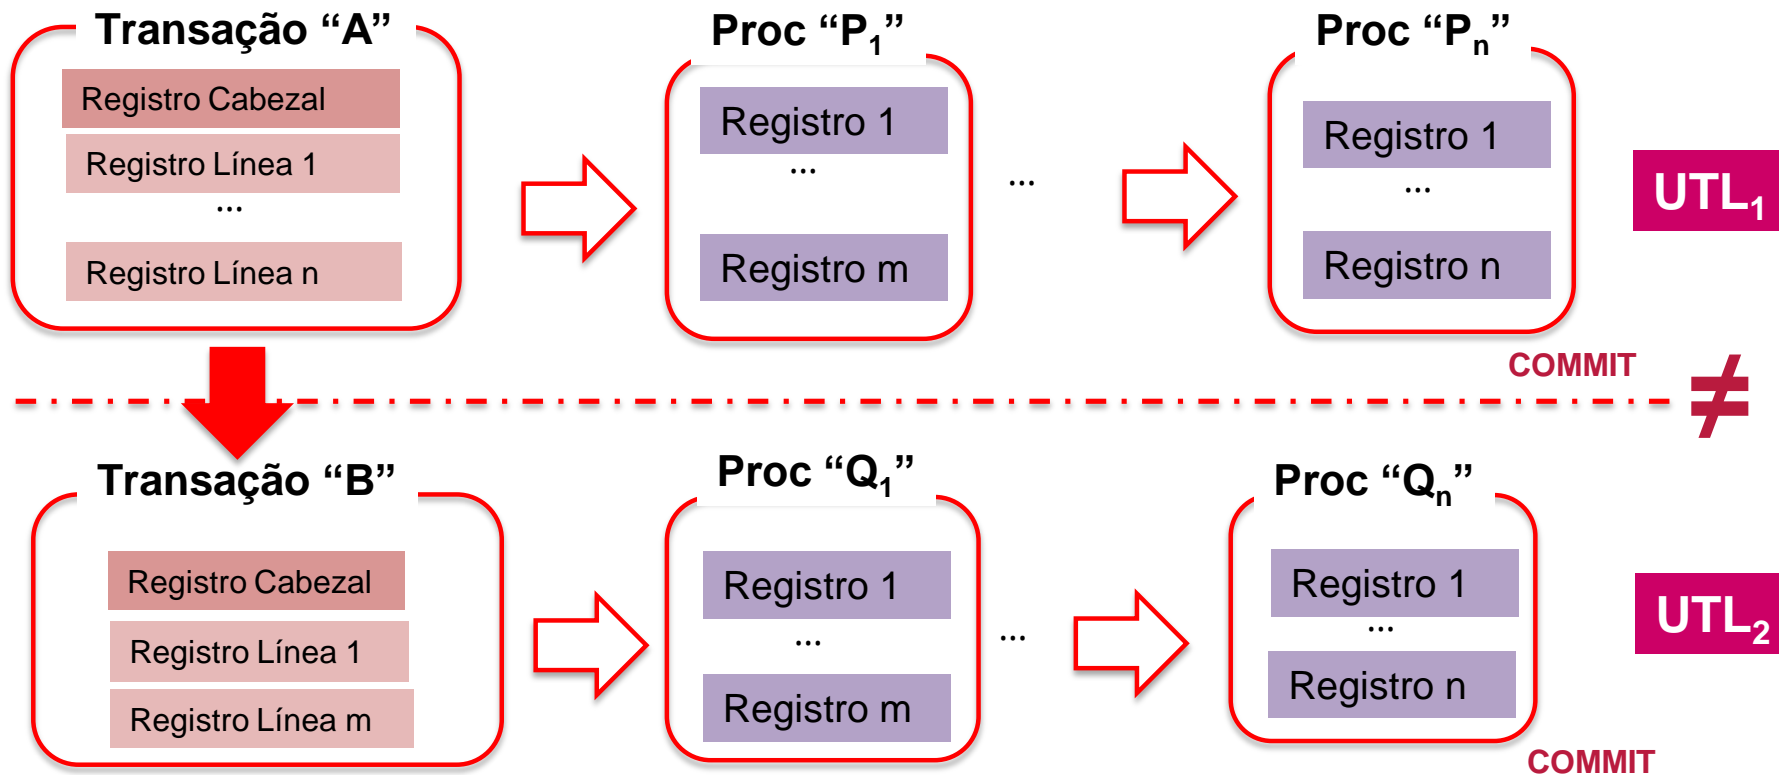 Transação “A”
Registro Cabezal
Registro Línea 1
...
Registro Línea n
Proc “P1”
Registro 1
...
Registro m
...
Proc “Pn”
Registro 1
...
Registro n
UTL1
COMMIT
≠
Transação “B”
Registro Cabezal
Registro Línea 1
Registro Línea m
Proc “Q1”
Registro 1
...
Registro m
...
Proc “Qn”
Registro 1
...
Registro n
UTL2
COMMIT